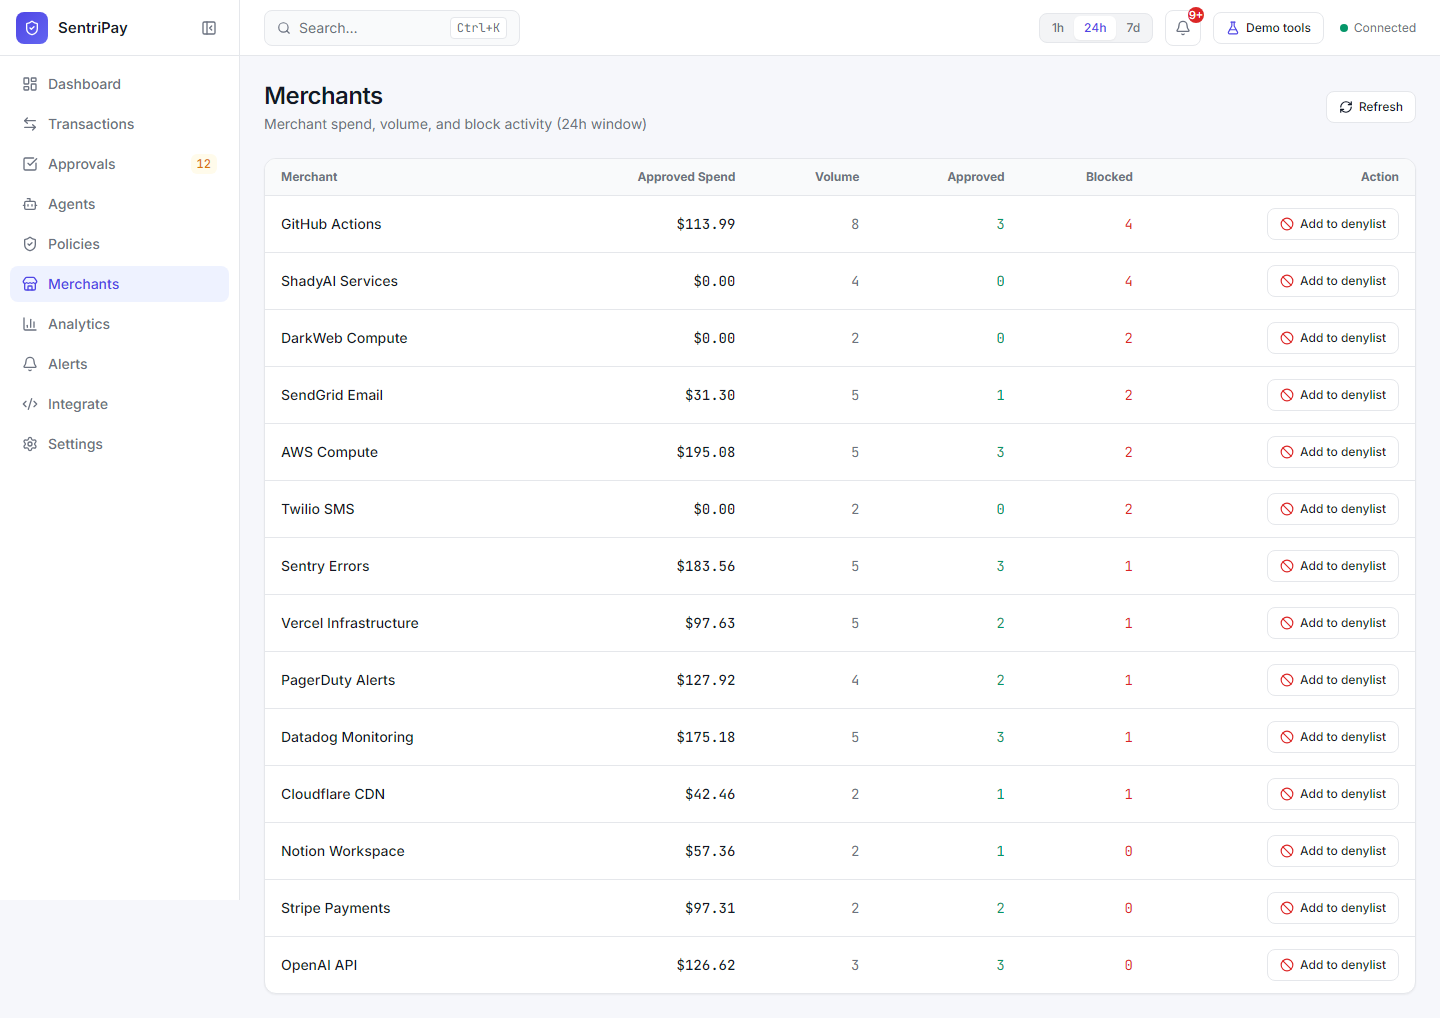 SentriPay
Search...
Ctrl+K
1h
24h
7d
9+
Demo tools
Connected
Dashboard
Transactions
Approvals
12
Agents
Policies
Merchants
Analytics
Alerts
Integrate
Settings
Merchants
Merchant spend, volume, and block activity (24h window)
Refresh
Merchant Approved Spend Volume Approved Blocked Action
GitHub Actions $113.99 8 3 4 Add to denylist
ShadyAI Services $0.00 4 0 4 Add to denylist
DarkWeb Compute $0.00 2 0 2 Add to denylist
SendGrid Email $31.30 5 1 2 Add to denylist
AWS Compute $195.08 5 3 2 Add to denylist
Twilio SMS $0.00 2 0 2 Add to denylist
Sentry Errors $183.56 5 3 1 Add to denylist
Vercel Infrastructure $97.63 5 2 1 Add to denylist
PagerDuty Alerts $127.92 4 2 1 Add to denylist
Datadog Monitoring $175.18 5 3 1 Add to denylist
Cloudflare CDN $42.46 2 1 1 Add to denylist
Notion Workspace $57.36 2 1 0 Add to denylist
Stripe Payments $97.31 2 2 0 Add to denylist
OpenAI API $126.62 3 3 0 Add to denylist